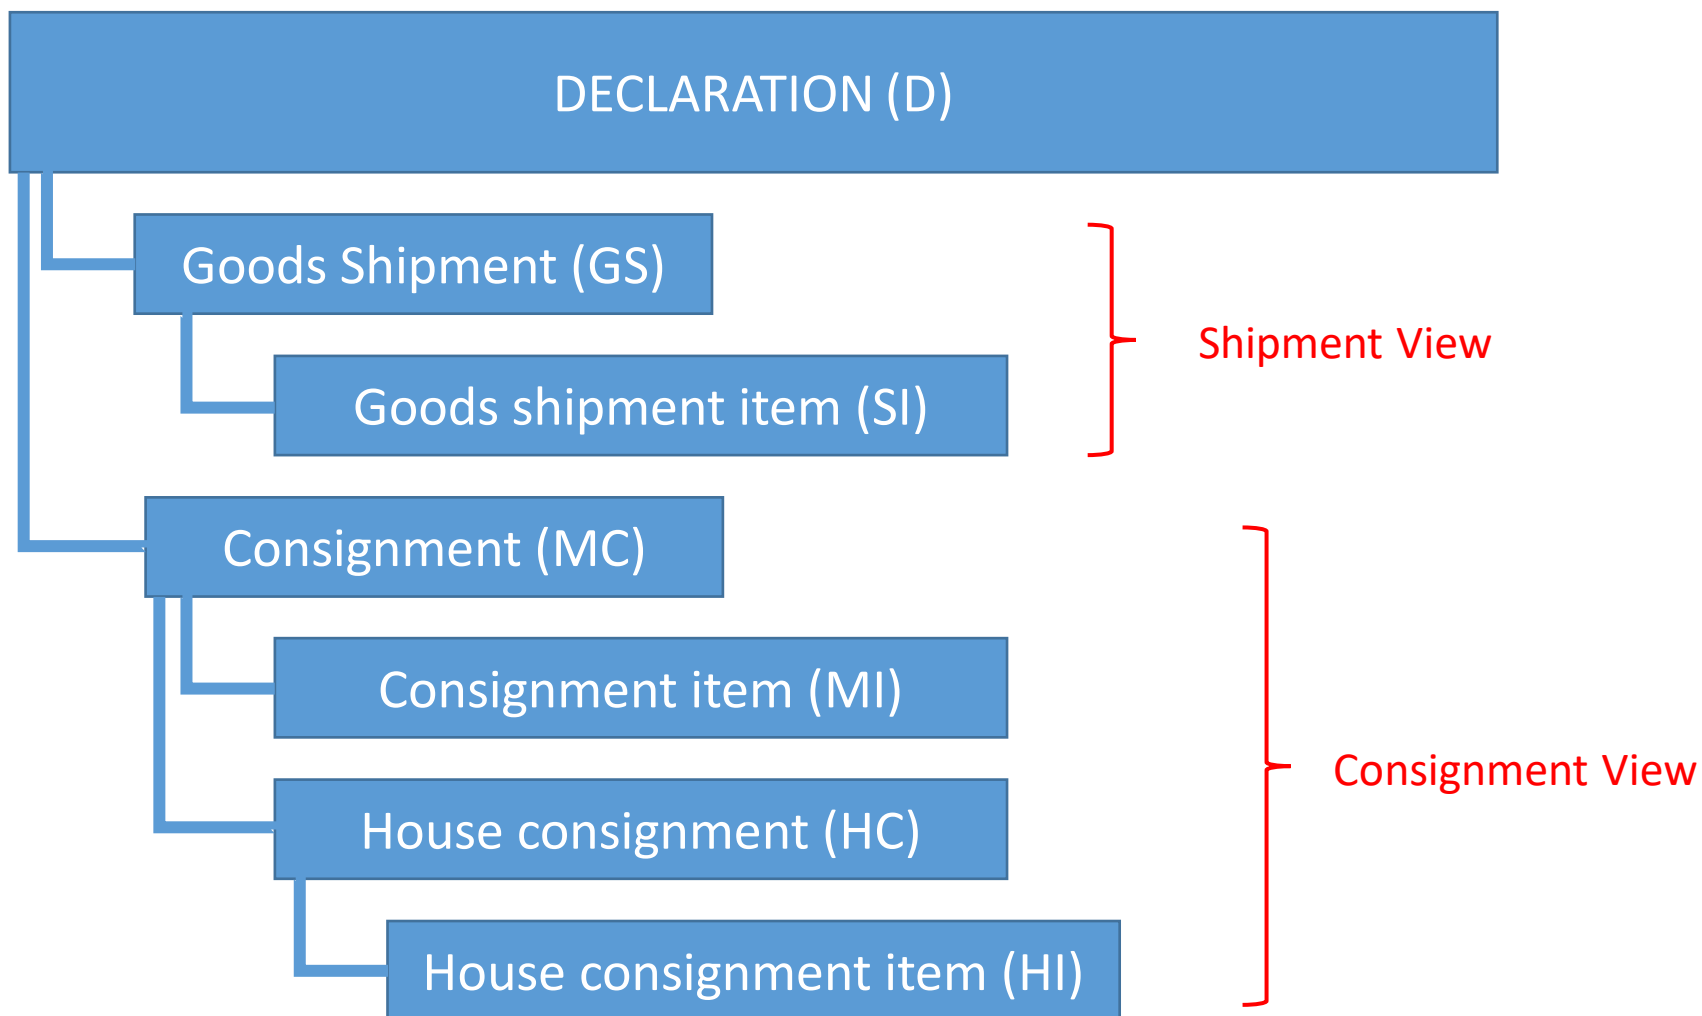 DECLARATION (D)
Goods Shipment (GS)
Goods shipment item (SI)
Shipment View
Consignment (MC)
Consignment item (MI)
House consignment (HC)
House consignment item (HI)
Consignment View